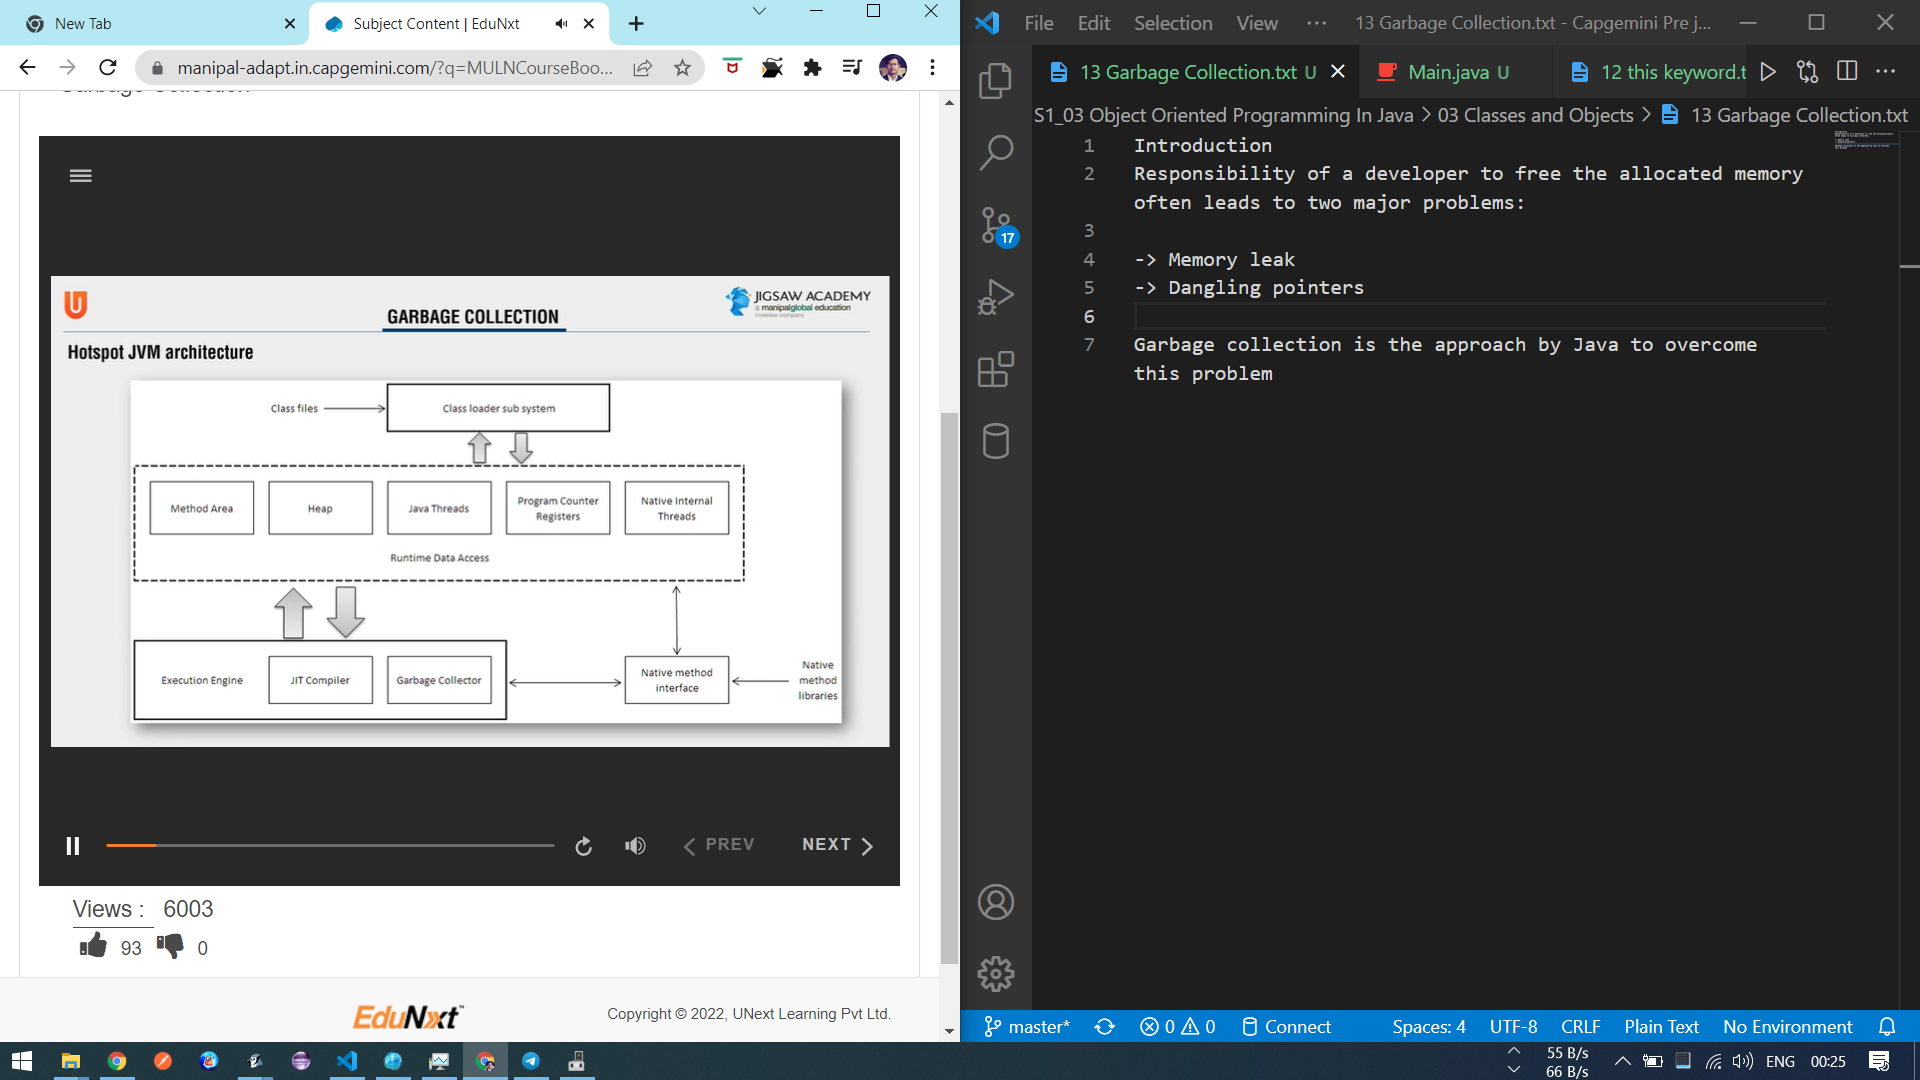 New Tab
Subject Content | EduNxt
manipal-adapt.in.capgemini.com/?q=MULNCourseBoo...
Garbage Collection
U
JIGSAW ACADEMY
a manipalglobal education
investee company
GARBAGE COLLECTION
Hotspot JVM architecture
Class files
Class loader sub system
Method Area
Heap
Java Threads
Program Counter
Registers
Native Internal
Threads
Runtime Data Access
Execution Engine
JIT Compiler
Garbage Collector
Native method
interface
Native
method
libraries
PREV
NEXT
Views : 6003
93
0
EduNxt™
Copyright © 2022, UNext Learning Pvt Ltd.
File Edit Selection View ··· 13 Garbage Collection.txt - Capgemini Pre j...
13 Garbage Collection.txt U
Main.java U
12 this keyword.t
S1_03 Object Oriented Programming In Java > 03 Classes and Objects > 13 Garbage Collection.txt
1 Introduction
2 Responsibility of a developer to free the allocated memory
often leads to two major problems:
3
4 -> Memory leak
5 -> Dangling pointers
6
7 Garbage collection is the approach by Java to overcome
this problem
17
master* 0 0 Connect Spaces: 4 UTF-8 CRLF Plain Text No Environment
55 B/s
66 B/s
ENG 00:25